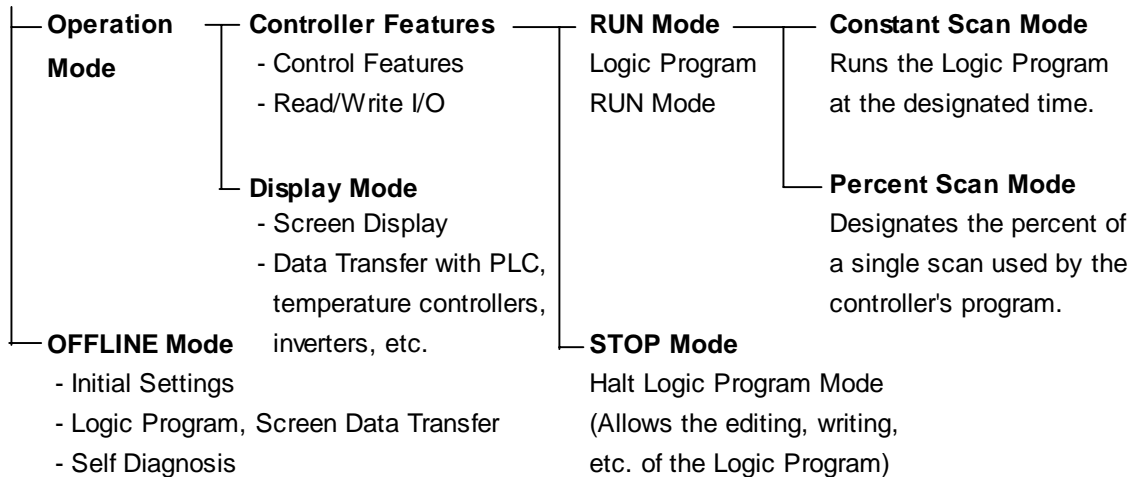 Operation
Mode
Controller Features
- Control Features
- Read/Write I/O
Display Mode
- Screen Display
- Data Transfer with PLC,
temperature controllers,
inverters, etc.
OFFLINE Mode
- Initial Settings
- Logic Program, Screen Data Transfer
- Self Diagnosis
RUN Mode
Logic Program
RUN Mode
STOP Mode
Halt Logic Program Mode
(Allows the editing, writing,
etc. of the Logic Program)
Constant Scan Mode
Runs the Logic Program
at the designated time.
Percent Scan Mode
Designates the percent of
a single scan used by the
controller's program.